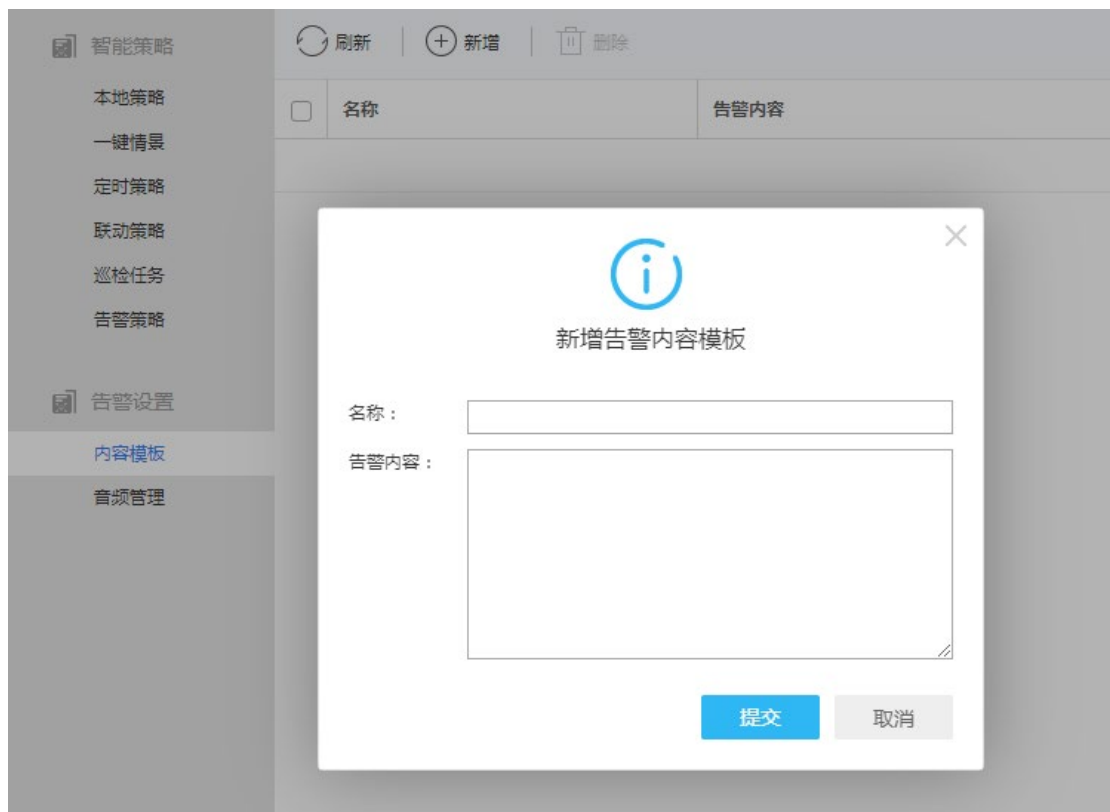 智能策略
本地策略
一键情景
定时策略
联动策略
巡检任务
告警策略
告警设置
内容模板
音频管理
刷新 新增 删除
名称 告警内容
新增告警内容模板
名称：
告警内容：
提交 取消